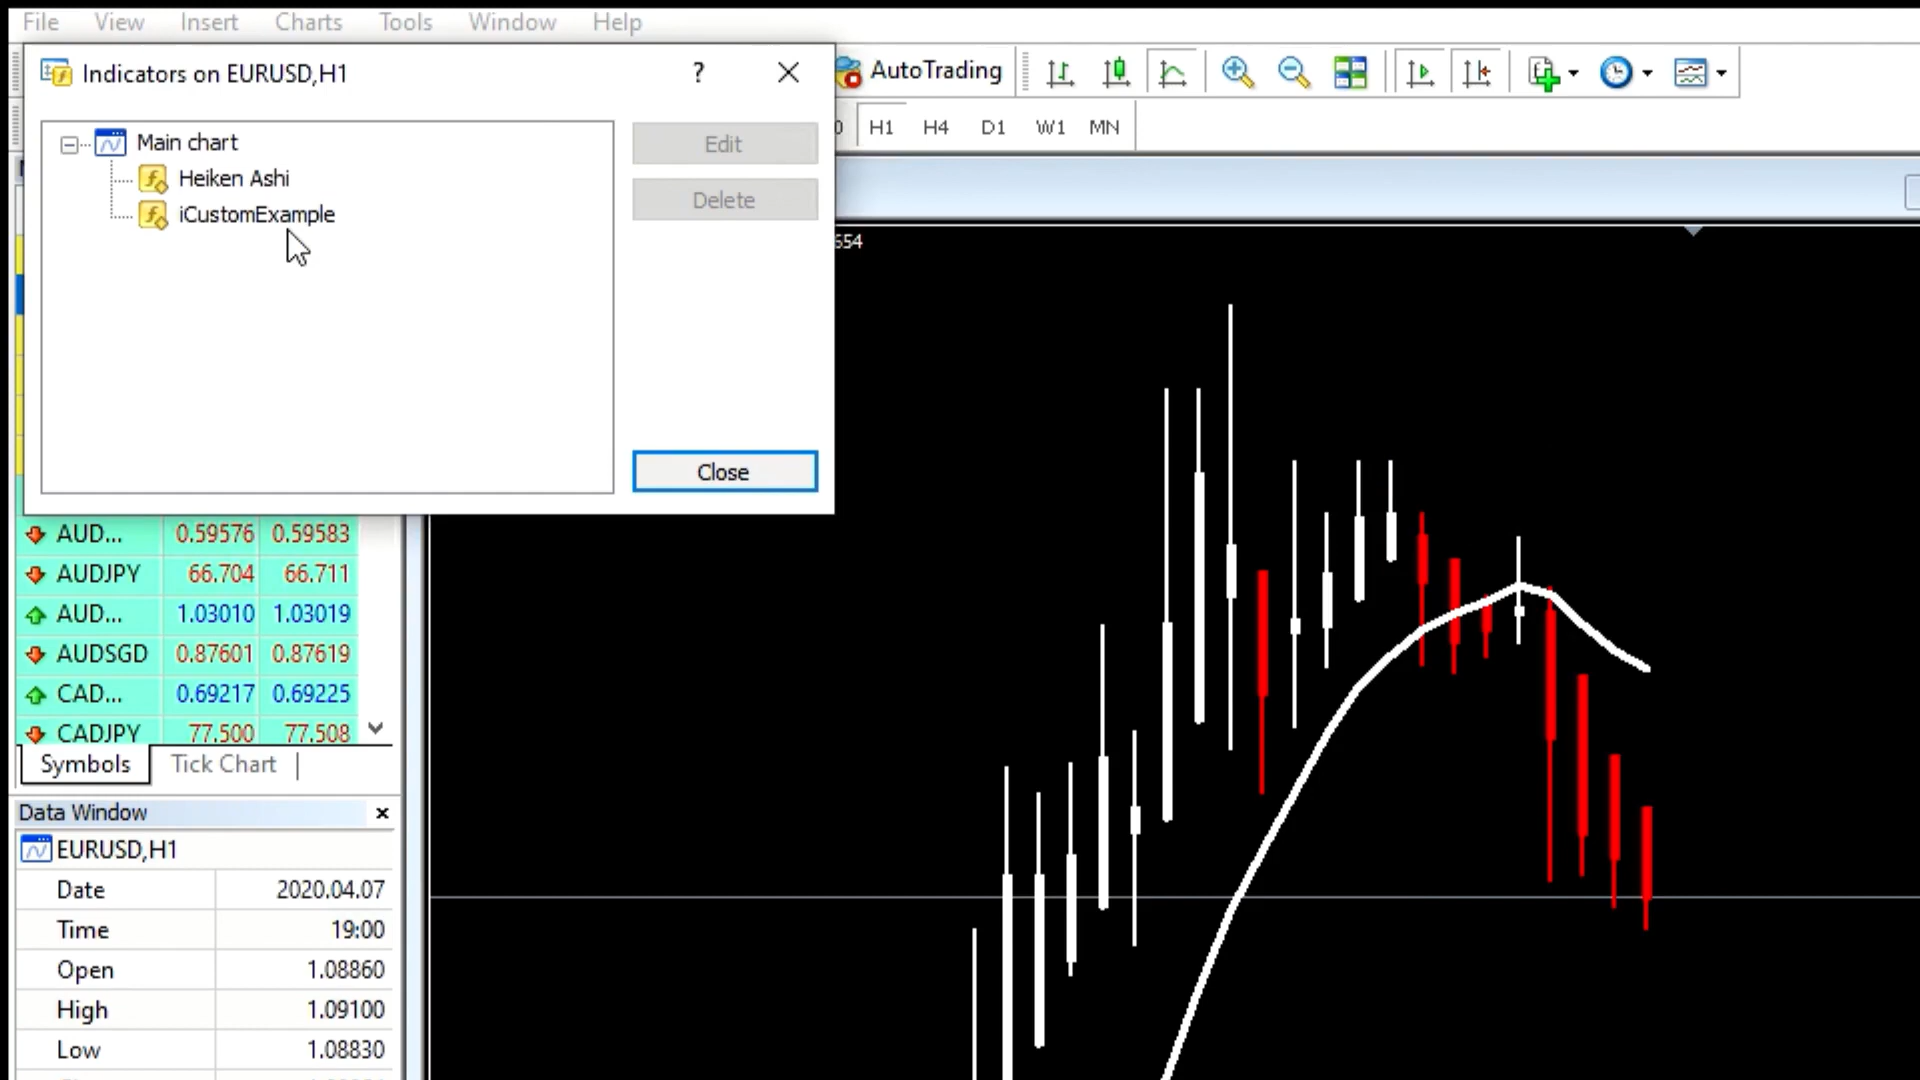 File View Insert Charts Tools Window Help
Indicators on EURUSD,H1 ?
AutoTrading
Main chart
Heiken Ashi
iCustomExample
Edit
Delete
Close
H1 H4 D1 W1 MN
554
AUD... 0.59576 0.59583
AUDJPY 66.704 66.711
AUD... 1.03010 1.03019
AUDSGD 0.87601 0.87619
CAD... 0.69217 0.69225
CADJPY 77.500 77.508
Symbols Tick Chart
Data Window
EURUSD,H1
Date 2020.04.07
Time 19:00
Open 1.08860
High 1.09100
Low 1.08830